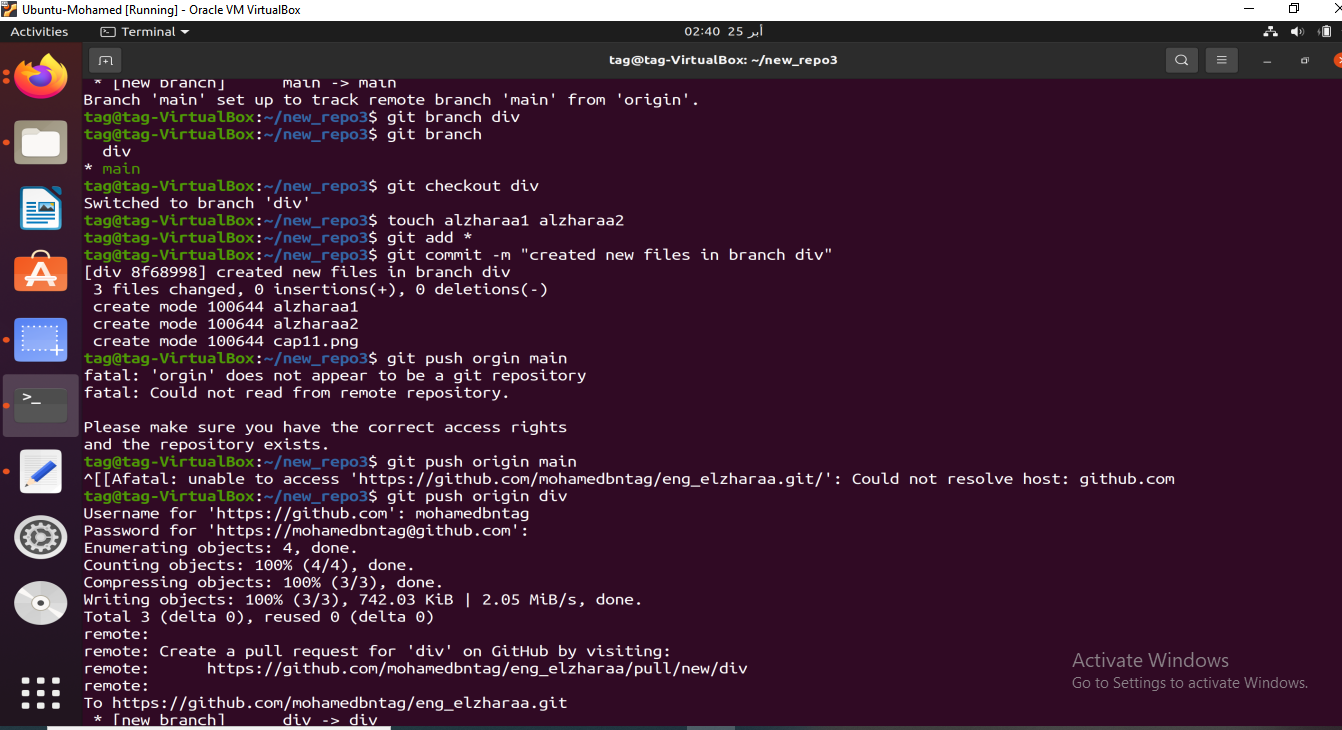 Ubuntu-Mohamed [Running] - Oracle VM VirtualBox
Activities
Terminal
02:40 25 أبر
tag@tag-VirtualBox: ~/new_repo3
* [new branch]      main -> main
Branch 'main' set up to track remote branch 'main' from 'origin'.
tag@tag-VirtualBox:~/new_repo3$ git branch div
tag@tag-VirtualBox:~/new_repo3$ git branch
  div
* main
tag@tag-VirtualBox:~/new_repo3$ git checkout div
Switched to branch 'div'
tag@tag-VirtualBox:~/new_repo3$ touch alzharaa1 alzharaa2
tag@tag-VirtualBox:~/new_repo3$ git add *
tag@tag-VirtualBox:~/new_repo3$ git commit -m "created new files in branch div"
[div 8f68998] created new files in branch div
 3 files changed, 0 insertions(+), 0 deletions(-)
 create mode 100644 alzharaa1
 create mode 100644 alzharaa2
 create mode 100644 cap11.png
tag@tag-VirtualBox:~/new_repo3$ git push orgin main
fatal: 'orgin' does not appear to be a git repository
fatal: Could not read from remote repository.
Please make sure you have the correct access rights
and the repository exists.
tag@tag-VirtualBox:~/new_repo3$ git push origin main
^[[Afatal: unable to access 'https://github.com/mohamedbntag/eng_elzharaa.git/': Could not resolve host: github.com
tag@tag-VirtualBox:~/new_repo3$ git push origin div
Username for 'https://github.com': mohamedbntag
Password for 'https://mohamedbntag@github.com':
Enumerating objects: 4, done.
Counting objects: 100% (4/4), done.
Compressing objects: 100% (3/3), done.
Writing objects: 100% (3/3), 742.03 KiB | 2.05 MiB/s, done.
Total 3 (delta 0), reused 0 (delta 0)
remote:
remote: Create a pull request for 'div' on GitHub by visiting:
remote:      https://github.com/mohamedbntag/eng_elzharaa/pull/new/div
remote:
To https://github.com/mohamedbntag/eng_elzharaa.git
 * [new branch]      div -> div
Activate Windows
Go to Settings to activate Windows.